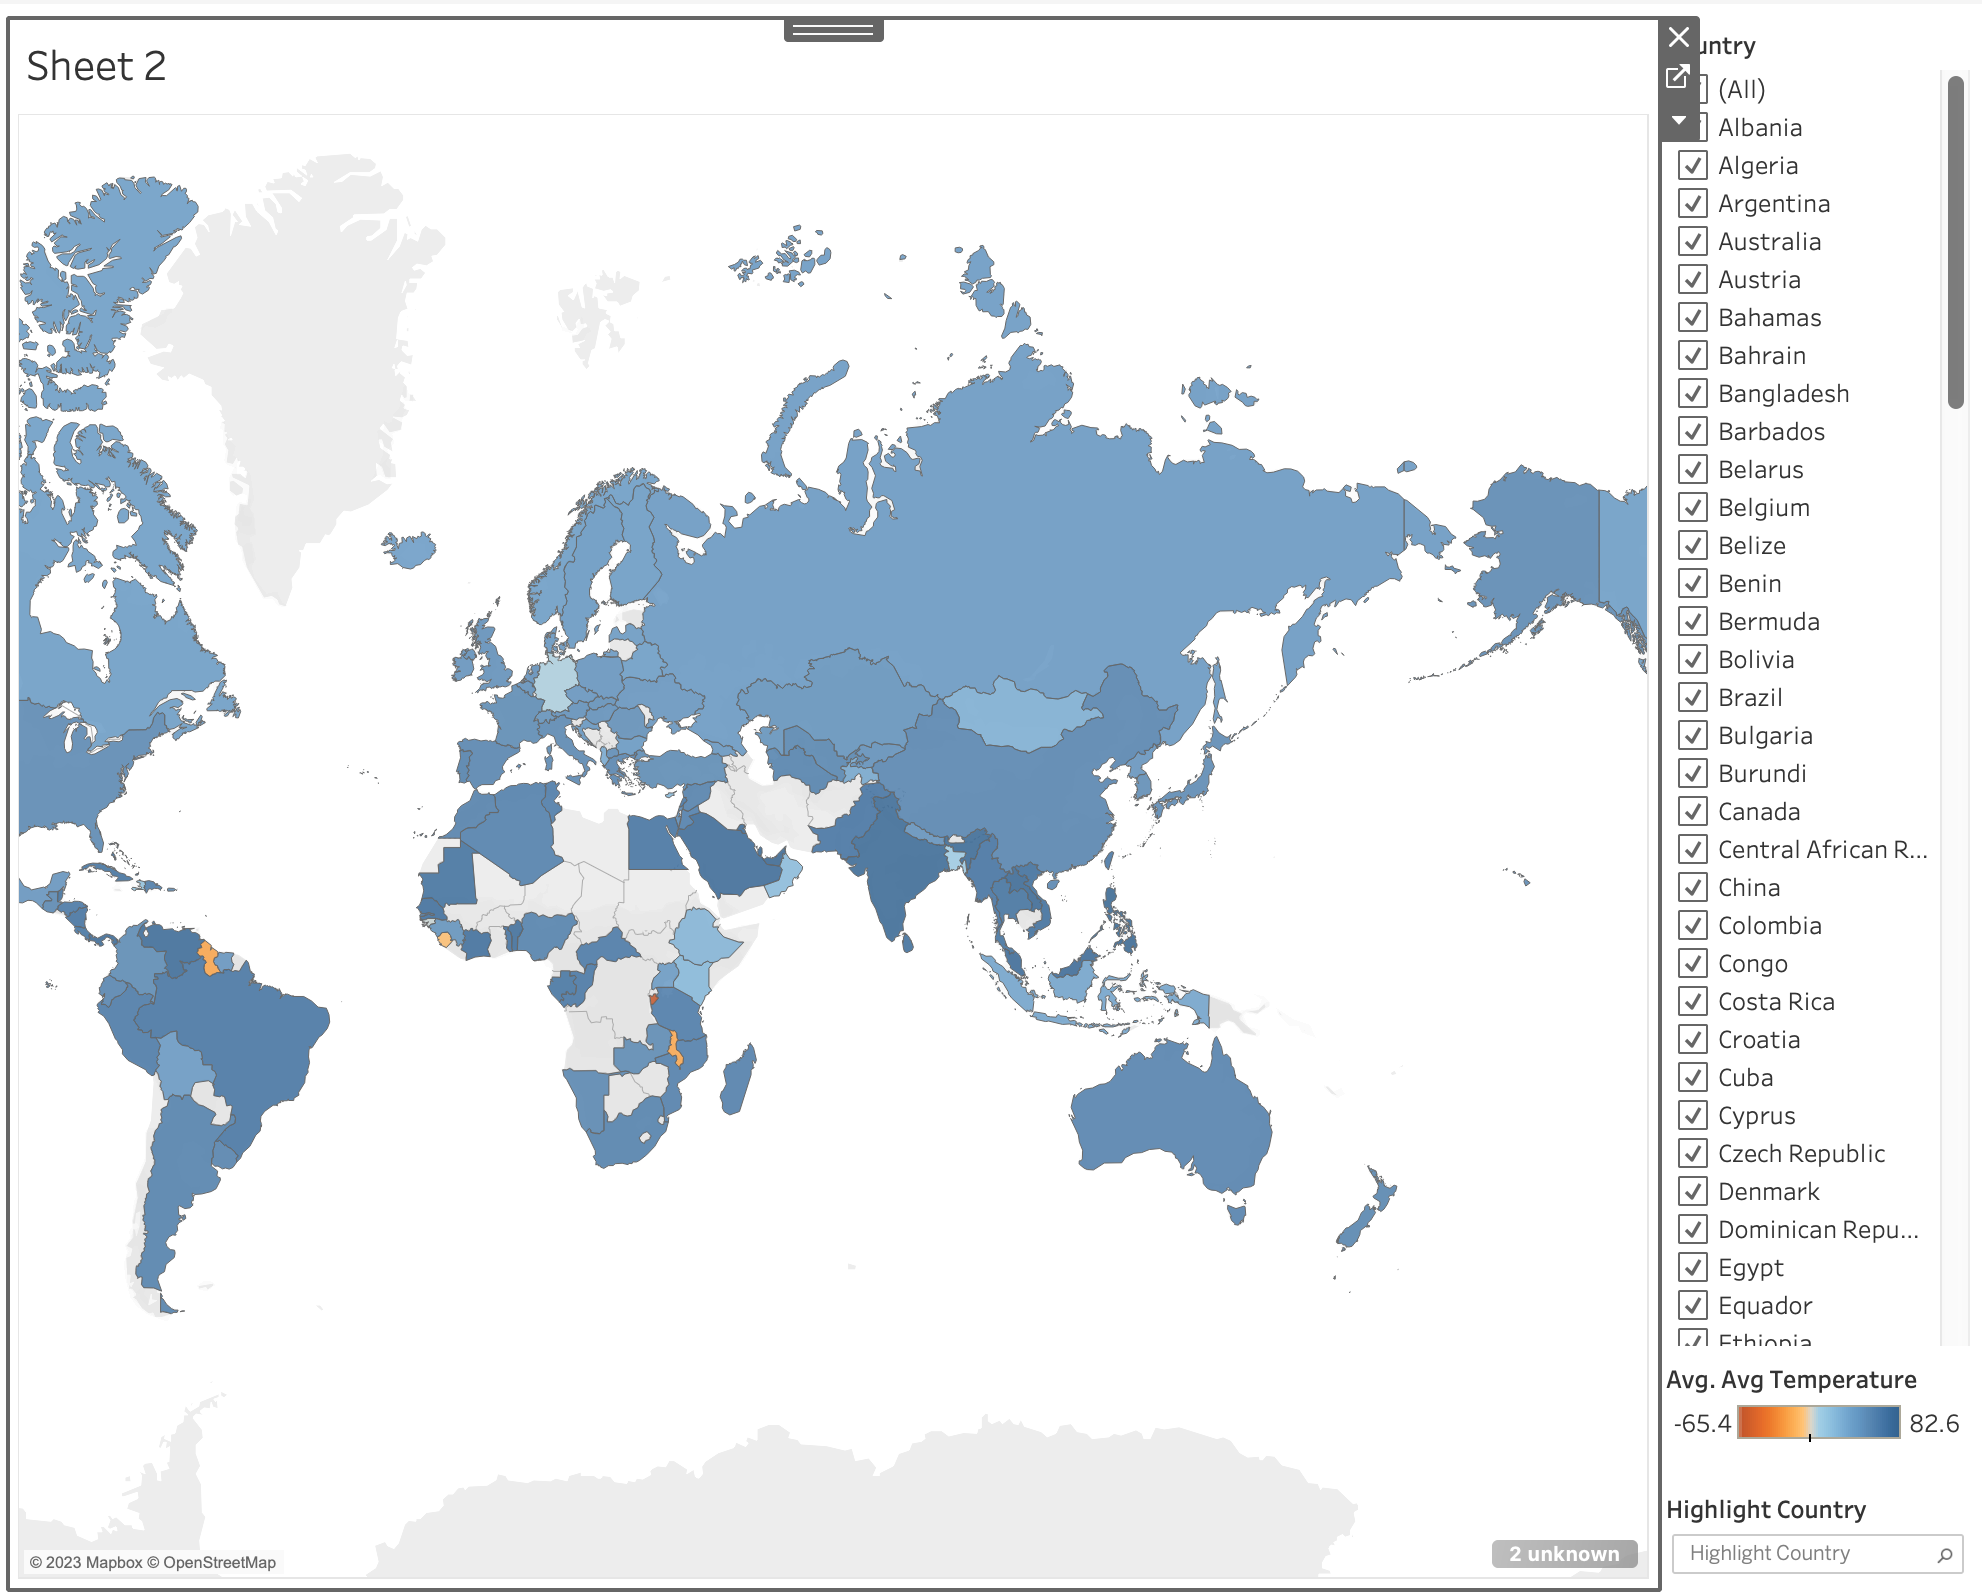 Sheet 2
untry
(All)
Albania
Algeria
Argentina
Australia
Austria
Bahamas
Bahrain
Bangladesh
Barbados
Belarus
Belgium
Belize
Benin
Bermuda
Bolivia
Brazil
Bulgaria
Burundi
Canada
Central African R...
China
Colombia
Congo
Costa Rica
Croatia
Cuba
Cyprus
Czech Republic
Denmark
Dominican Repu...
Egypt
Equador
Ethiopia
Avg. Avg Temperature
-65.4 82.6
Highlight Country
Highlight Country
© 2023 Mapbox © OpenStreetMap
2 unknown